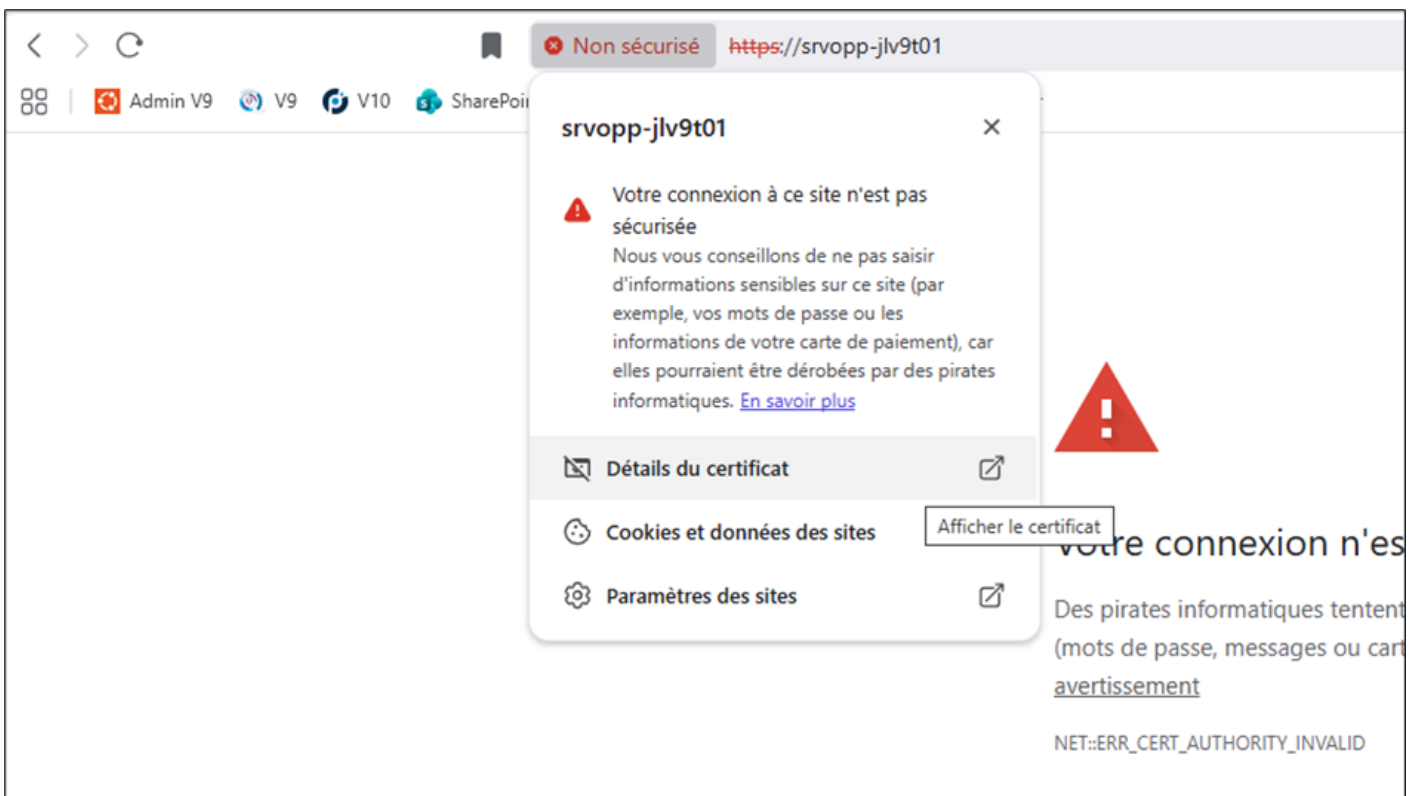 Non sécurisé https://srvopp-jlv9t01
Admin V9 V9 V10 SharePoi
srvopp-jlv9t01
Votre connexion à ce site n'est pas
sécurisée
Nous vous conseillons de ne pas saisir
d'informations sensibles sur ce site (par
exemple, vos mots de passe ou les
informations de votre carte de paiement), car
elles pourraient être dérobées par des pirates
informatiques. En savoir plus
Détails du certificat
Afficher le certificat
Cookies et données des sites
Paramètres des sites
Votre connexion n'es
Des pirates informatiques tentent
(mots de passe, messages ou cart
avertissement
NET::ERR_CERT_AUTHORITY_INVALID